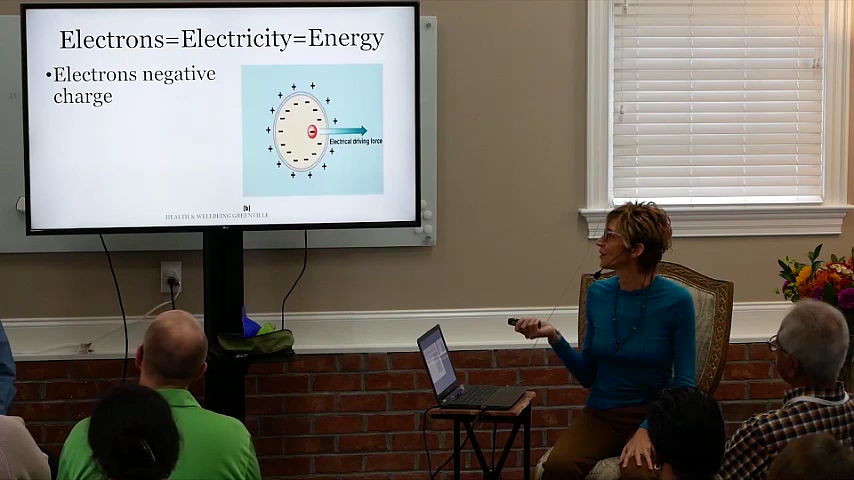 Electrons=Electricity=Energy
•Electrons negative
charge
Electrical driving force
HEALTH & WELLBEING GREENVILLE